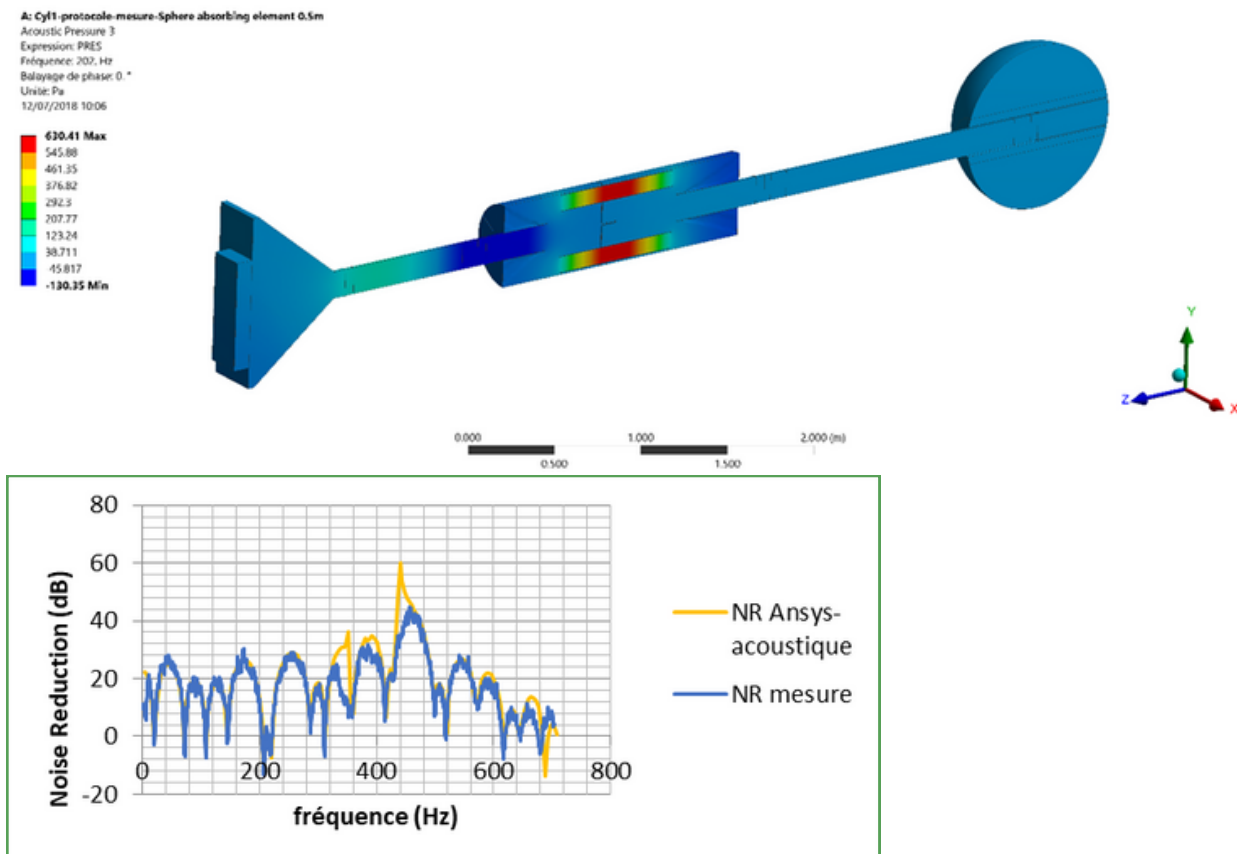 A: Cyl1-protocole-mesure-Sphere absorbing element 0.5m
Acoustic Pressure 3
Expression: PRES
Fréquence: 202, Hz
Balayage de phase: 0, °
Unité: Pa
12/07/2018 10:06
630.41 Max
545.88
461.35
376.82
292.3
207.77
123.24
38.711
-45.817
-130.35 Min
Y
Z
X
0.000
1.000
2.000 (m)
0.500
1.500
80
60
40
20
0
-20
0
200
400
600
800
Noise Reduction (dB)
fréquence (Hz)
NR Ansys-
acoustique
NR mesure